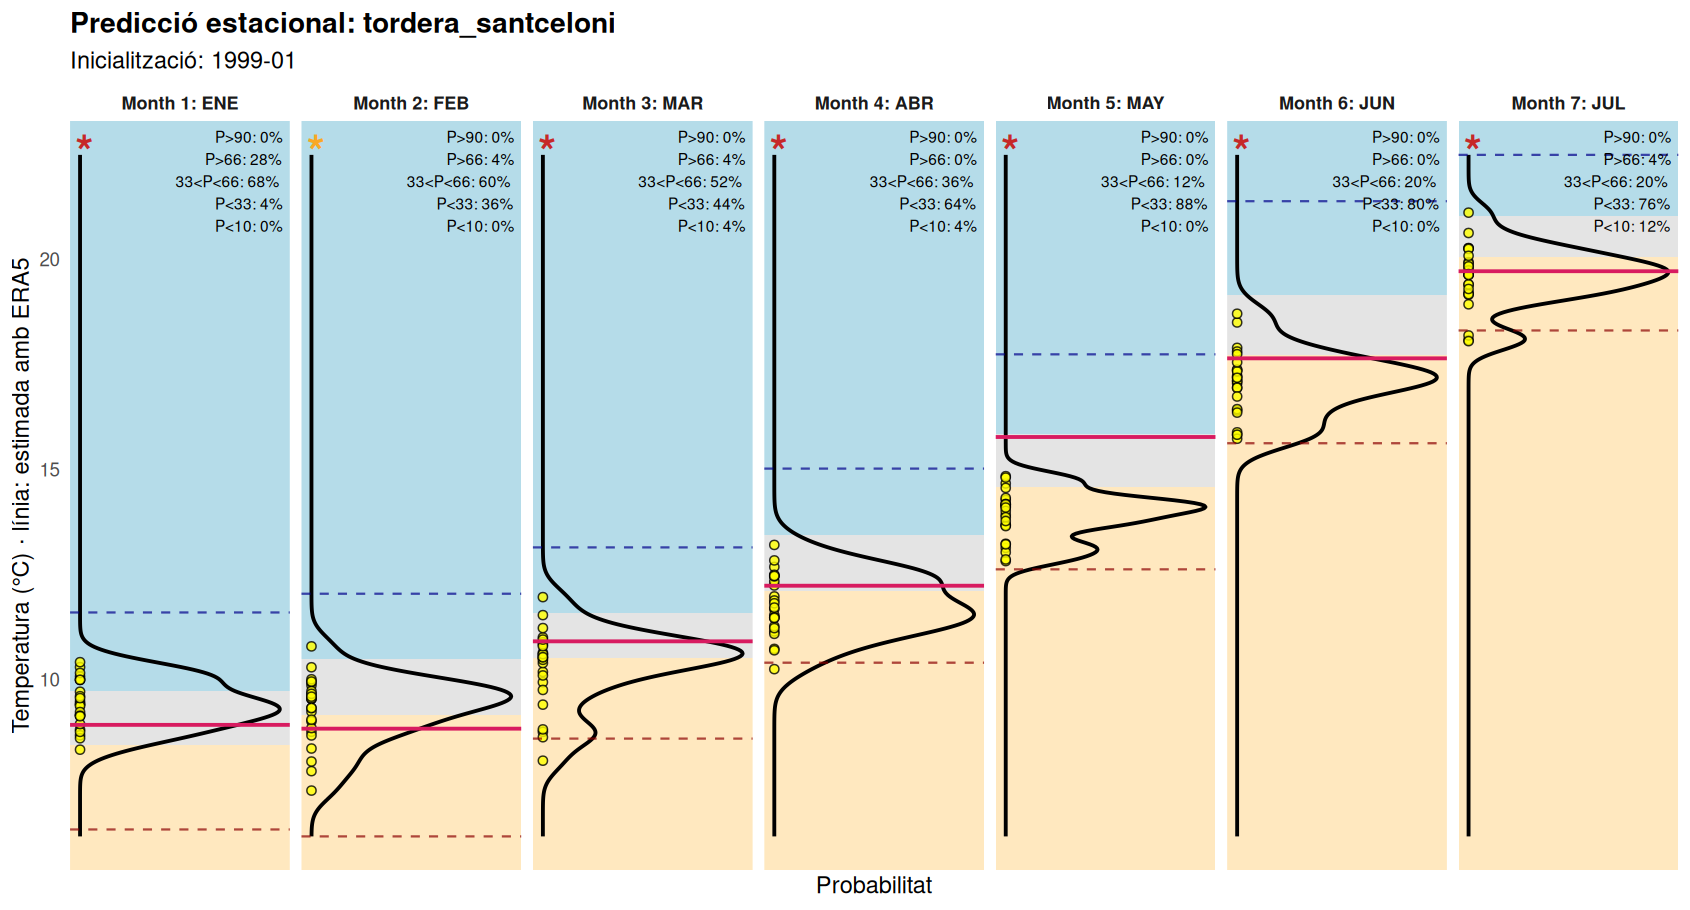 Predicció estacional: tordera_santceloni
Inicialització: 1999-01
Month 1: ENE
Month 2: FEB
Month 3: MAR
Month 4: ABR
Month 5: MAY
Month 6: JUN
Month 7: JUL
P>90: 0%
P>66: 28%
33<P<66: 68%
P<33: 4%
P<10: 0%
P>90: 0%
P>66: 4%
33<P<66: 60%
P<33: 36%
P<10: 0%
P>90: 0%
P>66: 4%
33<P<66: 52%
P<33: 44%
P<10: 4%
P>90: 0%
P>66: 0%
33<P<66: 36%
P<33: 64%
P<10: 4%
P>90: 0%
P>66: 0%
33<P<66: 12%
P<33: 88%
P<10: 0%
P>90: 0%
P>66: 0%
33<P<66: 20%
P<33: 80%
P<10: 0%
P>90: 0%
P>66: 4%
33<P<66: 20%
P<33: 76%
P<10: 12%
20
15
10
Temperatura (°C) · línia: estimada amb ERA5
Probabilitat